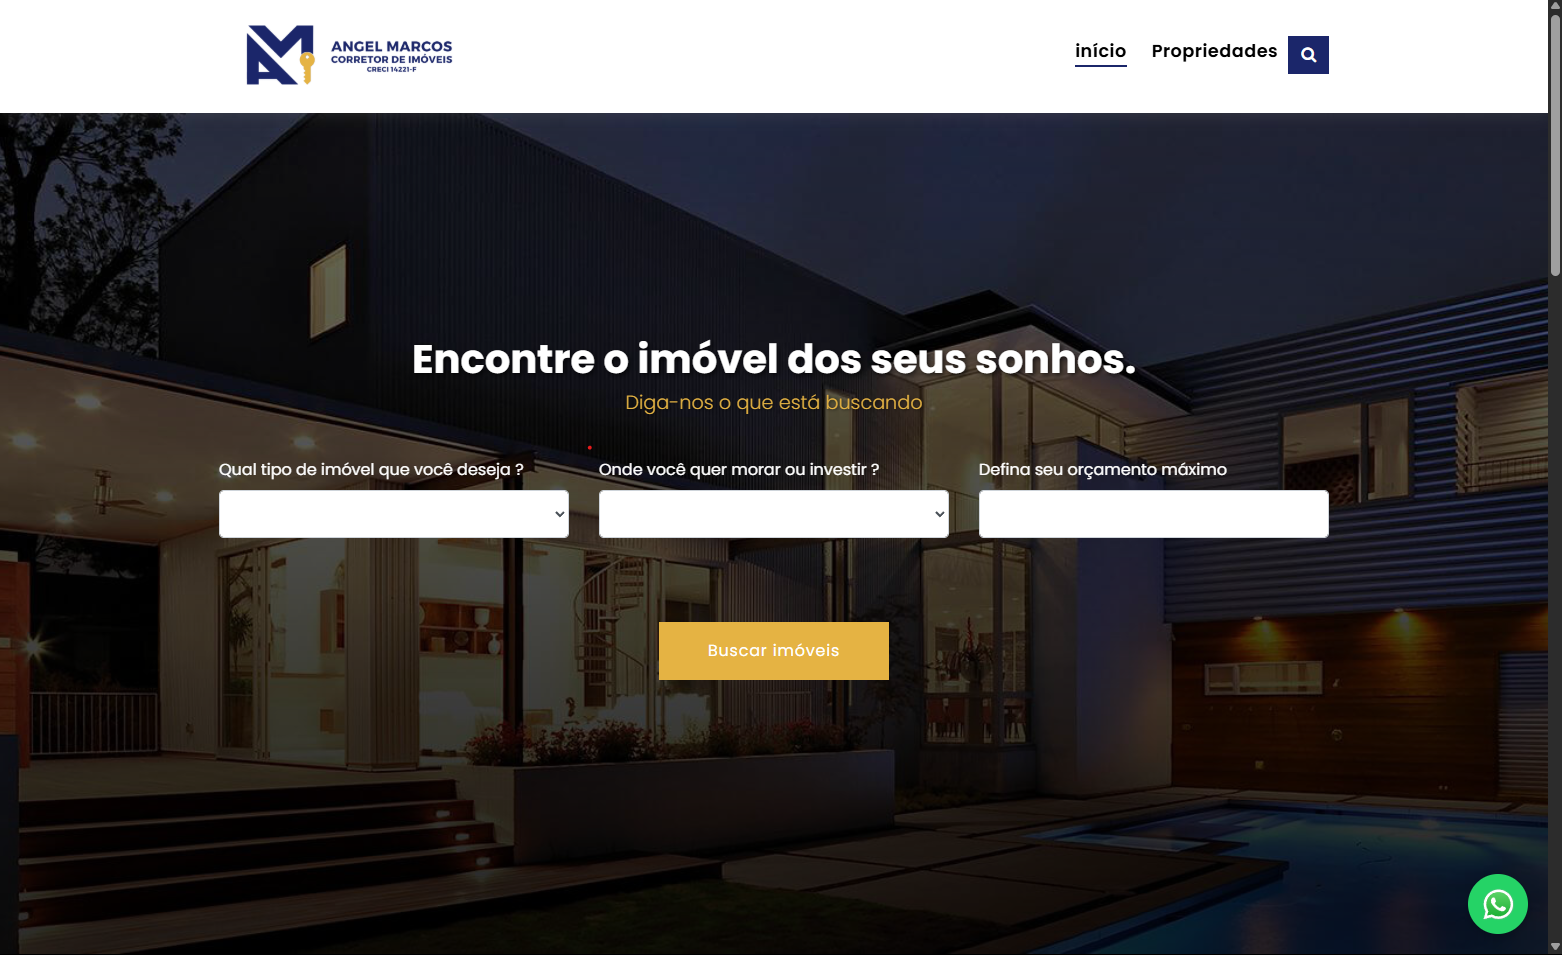 ANGEL MARCOS
CORRETOR DE IMÓVEIS
CRECI 14221-F
início
Propriedades
Encontre o imóvel dos seus sonhos.
Diga-nos o que está buscando
Qual tipo de imóvel que você deseja ?
Onde você quer morar ou investir ?
Defina seu orçamento máximo
Buscar imóveis